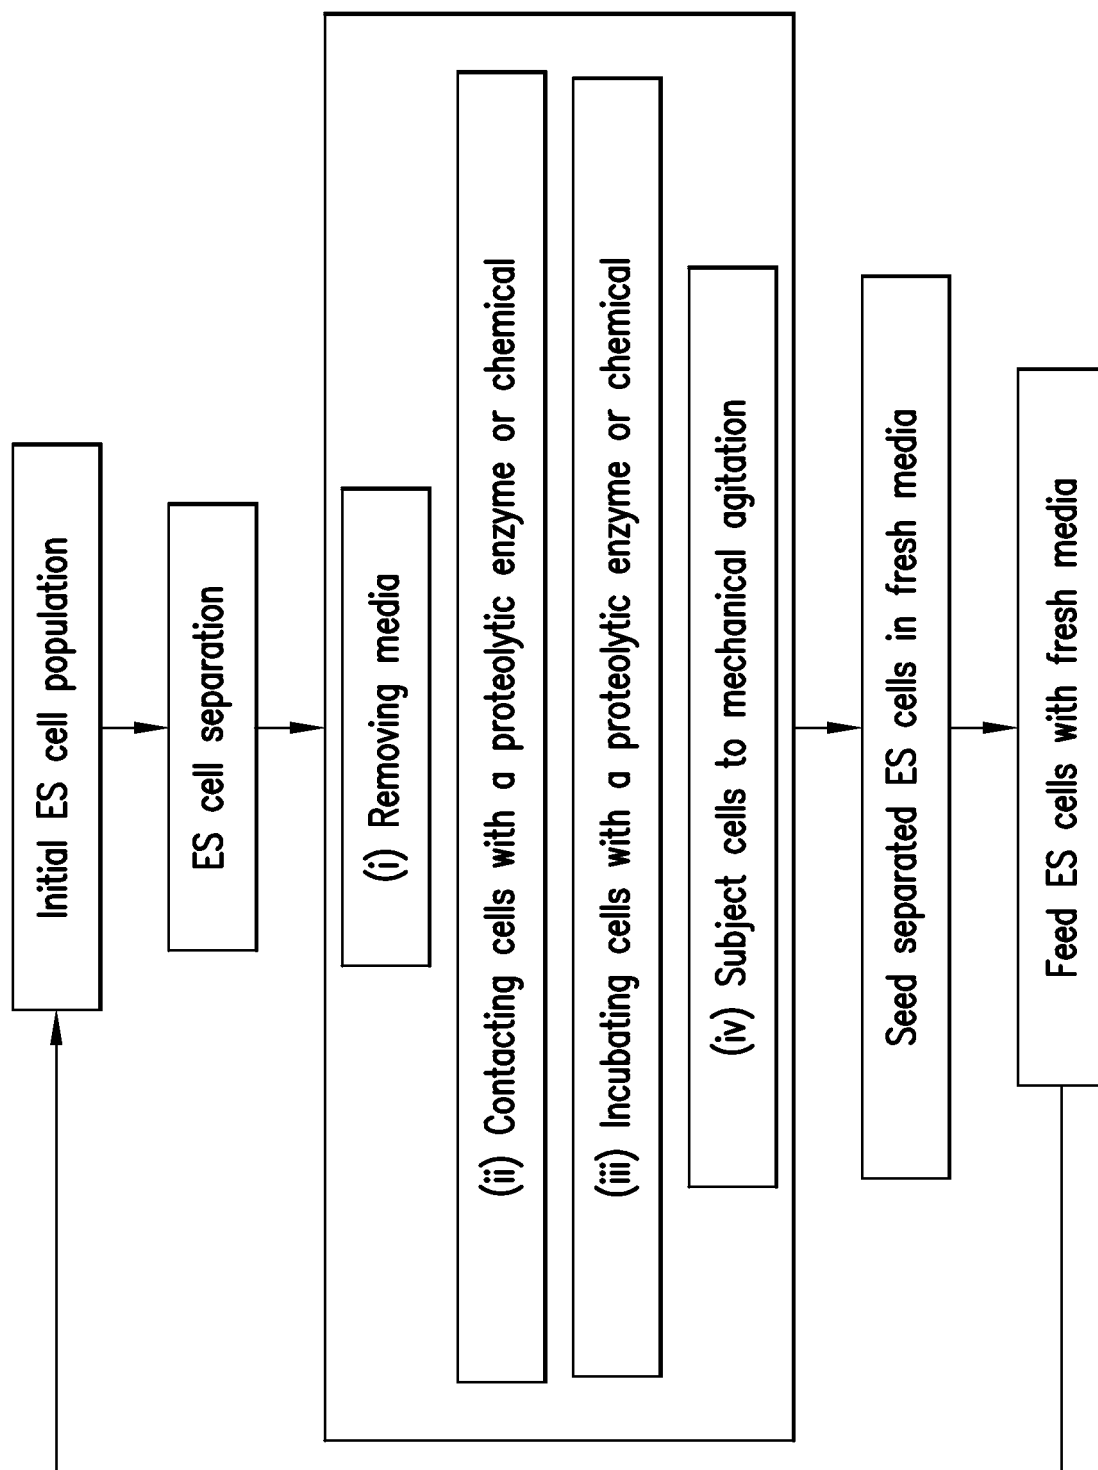 Initial ES cell population
ES cell separation
(i) Removing media
(ii) Contacting cells with a proteolytic enzyme or chemical
(iii) Incubating cells with a proteolytic enzyme or chemical
(iv) Subject cells to mechanical agitation
Seed separated ES cells in fresh media
Feed ES cells with fresh media